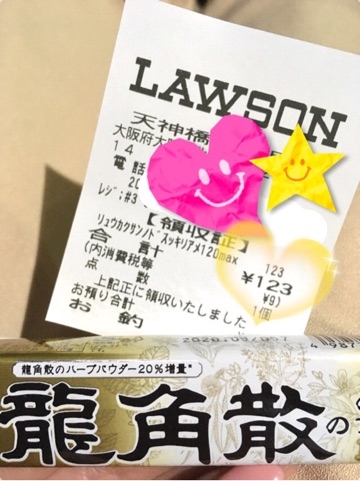 LAWSON
天神橋
大阪府大
14
電話
20
レジ:#3
【領収証】
リュウカクサンノドスッキリアメ120max
123
合 計 ¥123
(内消費税等 ¥9)
点 数 1個
上記正に領収いたしました
お預り合計
お 釣
龍角散のハーブパウダー20%増量*
龍角散の